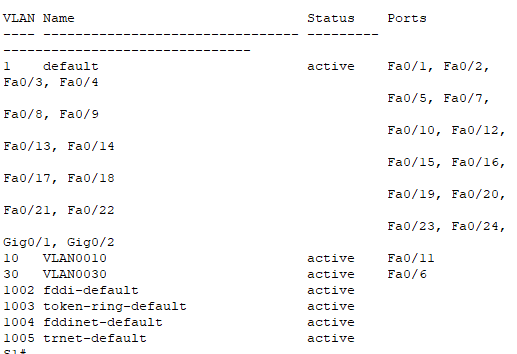 VLAN Name                             Status    Ports
---- -------------------------------- ---------
-------------------------------
1    default                          active    Fa0/1, Fa0/2,
Fa0/3, Fa0/4
                                                Fa0/5, Fa0/7,
Fa0/8, Fa0/9
                                                Fa0/10, Fa0/12,
Fa0/13, Fa0/14
                                                Fa0/15, Fa0/16,
Fa0/17, Fa0/18
                                                Fa0/19, Fa0/20,
Fa0/21, Fa0/22
                                                Fa0/23, Fa0/24,
Gig0/1, Gig0/2
10   VLAN0010                         active    Fa0/11
30   VLAN0030                         active    Fa0/6
1002 fddi-default                     active
1003 token-ring-default               active
1004 fddinet-default                  active
1005 trnet-default                    active
S1#